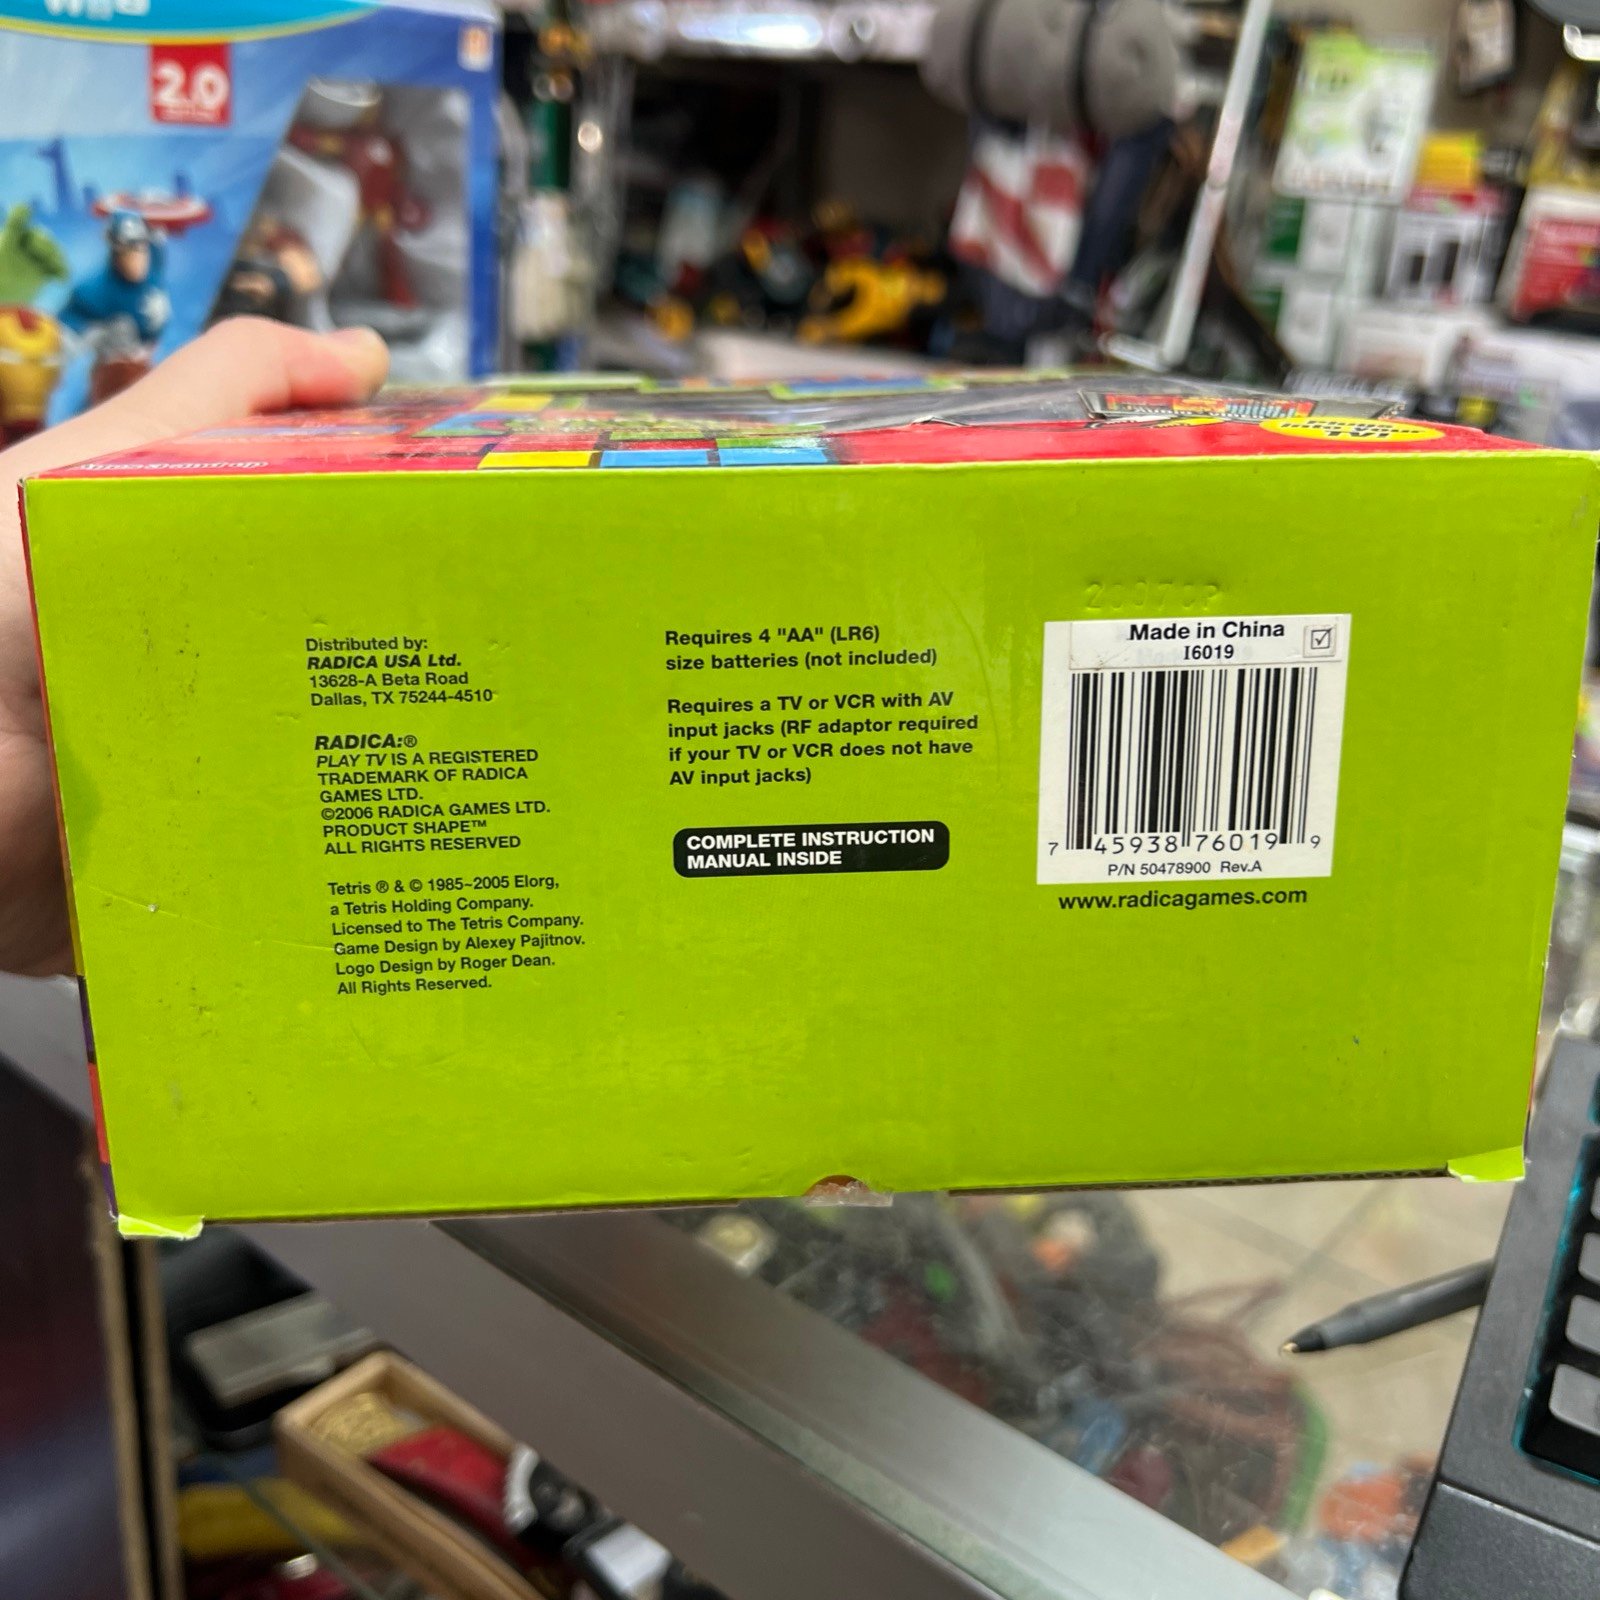 2.0
Distributed by:
RADICA USA Ltd.
13628-A Beta Road
Dallas, TX 75244-4510
RADICA:®
PLAY TV IS A REGISTERED
TRADEMARK OF RADICA
GAMES LTD.
©2006 RADICA GAMES LTD.
PRODUCT SHAPE™
ALL RIGHTS RESERVED
Tetris ® & © 1985~2005 Elorg,
a Tetris Holding Company.
Licensed to The Tetris Company.
Game Design by Alexey Pajitnov.
Logo Design by Roger Dean.
All Rights Reserved.
Requires 4 "AA" (LR6)
size batteries (not included)
Requires a TV or VCR with AV
input jacks (RF adaptor required
if your TV or VCR does not have
AV input jacks)
COMPLETE INSTRUCTION
MANUAL INSIDE
Made in China
I6019
7 45938 76019 9
P/N 50478900 Rev.A
www.radicagames.com